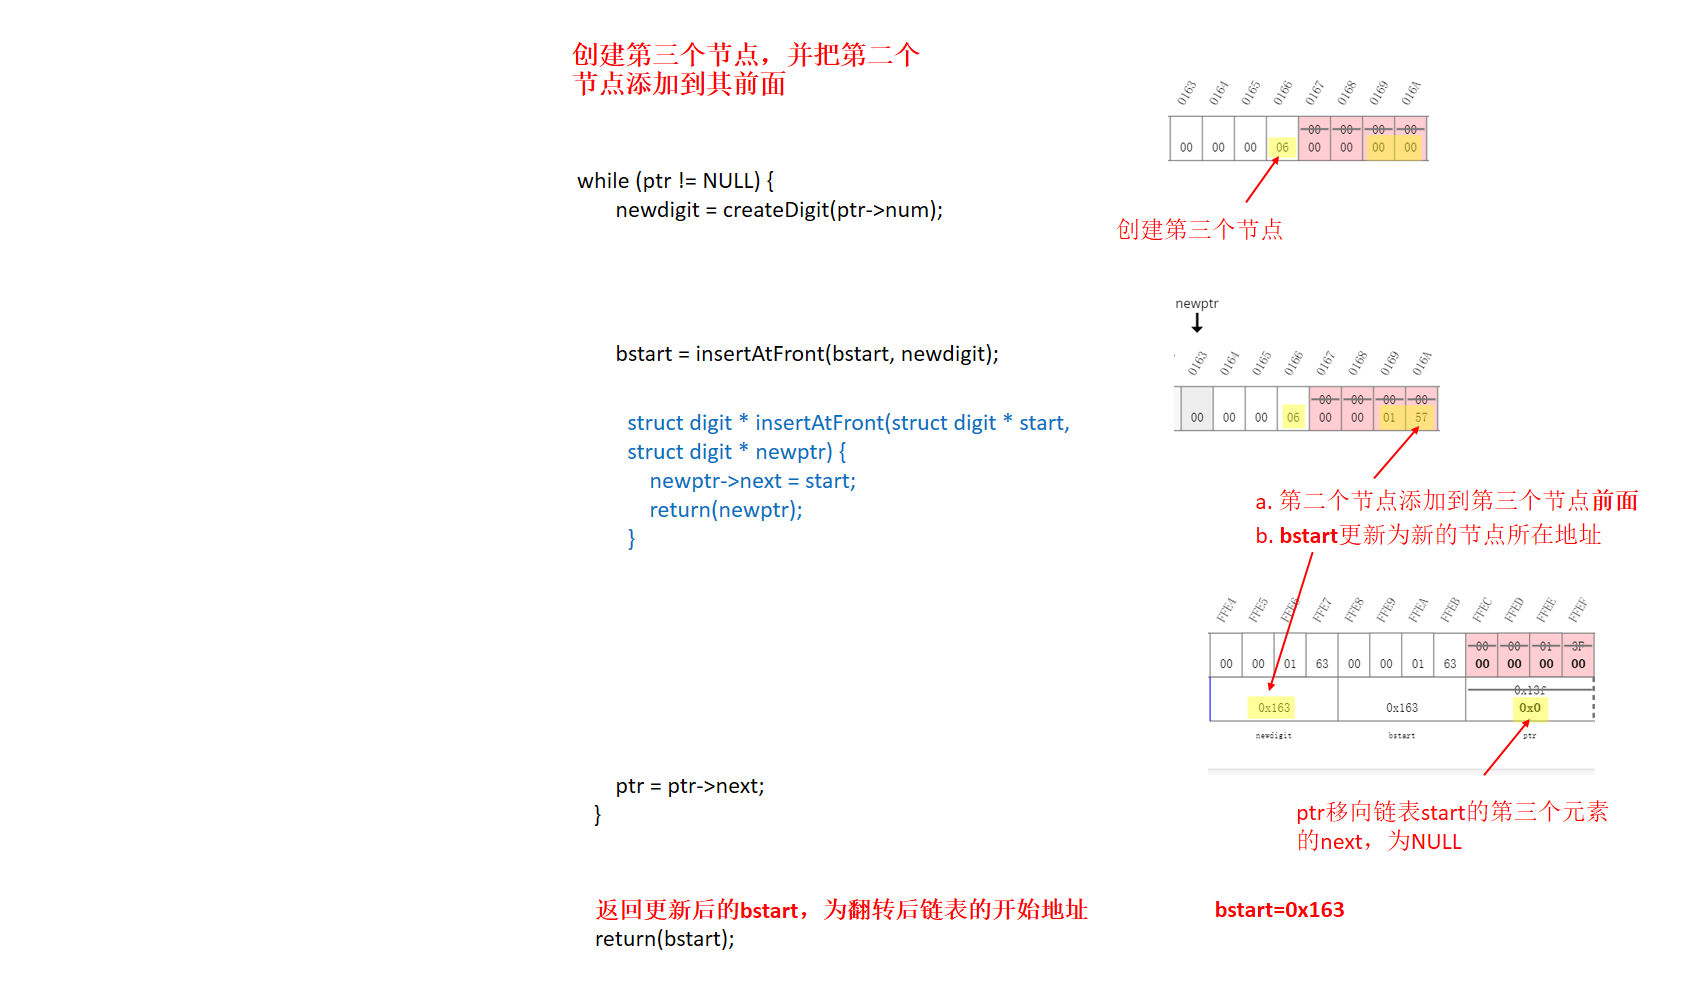 创建第三个节点，并把第二个
节点添加到其前面
while (ptr != NULL) {
newdigit = createDigit(ptr->num);
0163 0164 0165 0166 0167 0168 0169 016A
00 00 00 00
00 00 00 06 00 00 00 00
创建第三个节点
newptr
bstart = insertAtFront(bstart, newdigit);
0163 0164 0165 0166 0167 0168 0169 016A
00 00 00 00
00 00 00 06 00 00 01 57
struct digit * insertAtFront(struct digit * start,
struct digit * newptr) {
newptr->next = start;
return(newptr);
}
a. 第二个节点添加到第三个节点前面
b. bstart更新为新的节点所在地址
FFE4 FFE5 FFE6 FFE7 FFE8 FFE9 FFEA FFEB FFEC FFED FFEE FFEF
00 00 01 3F
00 00 01 63 00 00 01 63 00 00 00 00
0x13f
0x163 0x163 0x0
newdigit bstart ptr
ptr = ptr->next;
}
ptr移向链表start的第三个元素
的next，为NULL
返回更新后的bstart，为翻转后链表的开始地址
bstart=0x163
return(bstart);